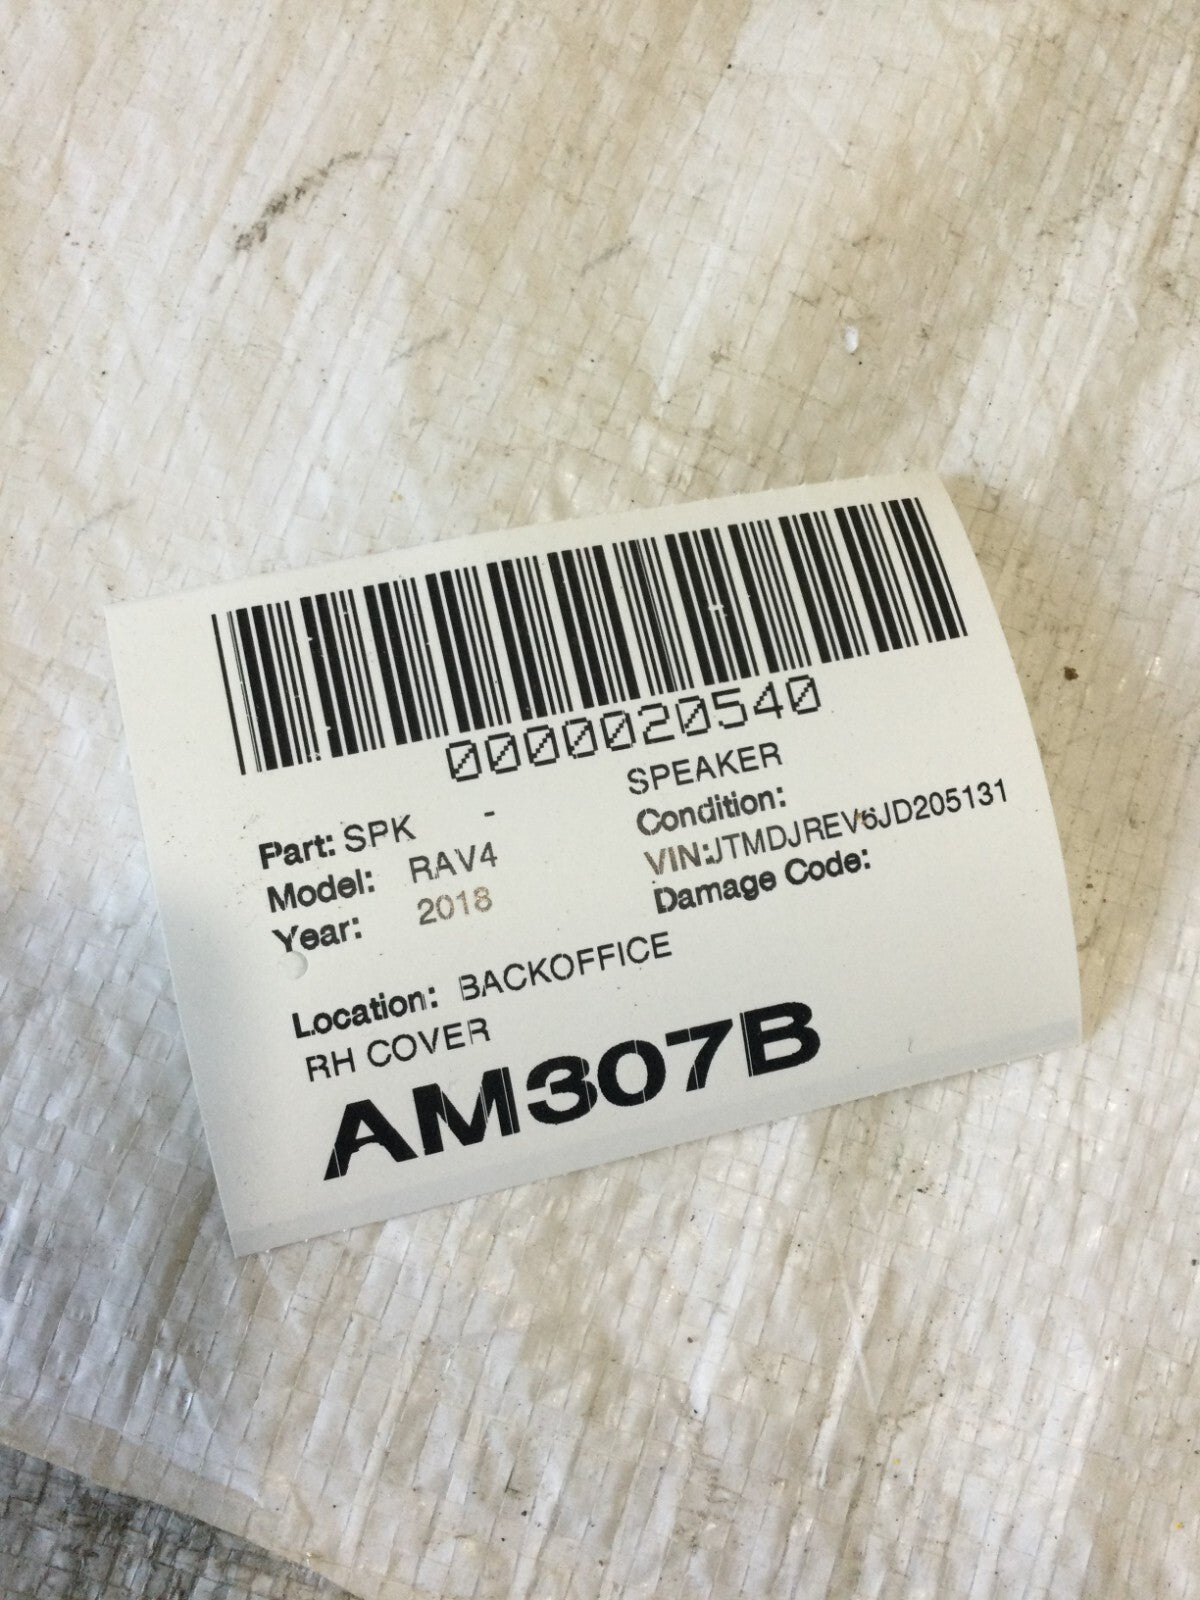 0000020540
Part: SPK - SPEAKER
Model: RAV4 Condition:
Year: 2018 VIN:JTMDJREV6JD205131
Damage Code:
Location: BACKOFFICE
RH COVER
AM307B